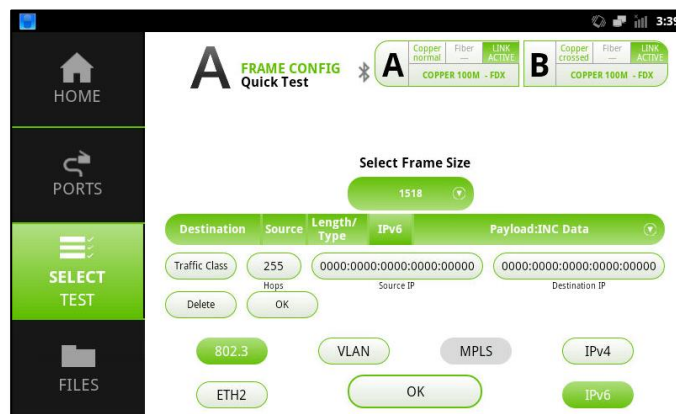 3:39
HOME
PORTS
SELECT
TEST
FILES
A FRAME CONFIG
Quick Test
A Copper normal Fiber — LINK ACTIVE
COPPER 100M - FDX
B Copper crossed Fiber — LINK ACTIVE
COPPER 100M - FDX
Select Frame Size
1518
Destination Source Length/ Type IPv6 Payload:INC Data
Traffic Class 255 0000:0000:0000:0000:00000 0000:0000:0000:0000:00000
Hops Source IP Destination IP
Delete OK
802.3 VLAN MPLS IPv4
ETH2 OK IPv6